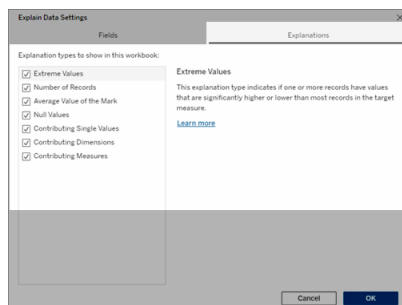 Explain Data Settings
Fields
Explanations
Explanation types to show in this workbook:
Extreme Values
Number of Records
Average Value of the Mark
Null Values
Contributing Single Values
Contributing Dimensions
Contributing Measures
Extreme Values
This explanation type indicates if one or more records have values
that are significantly higher or lower than most records in the target
measure.
Learn more
Cancel
OK